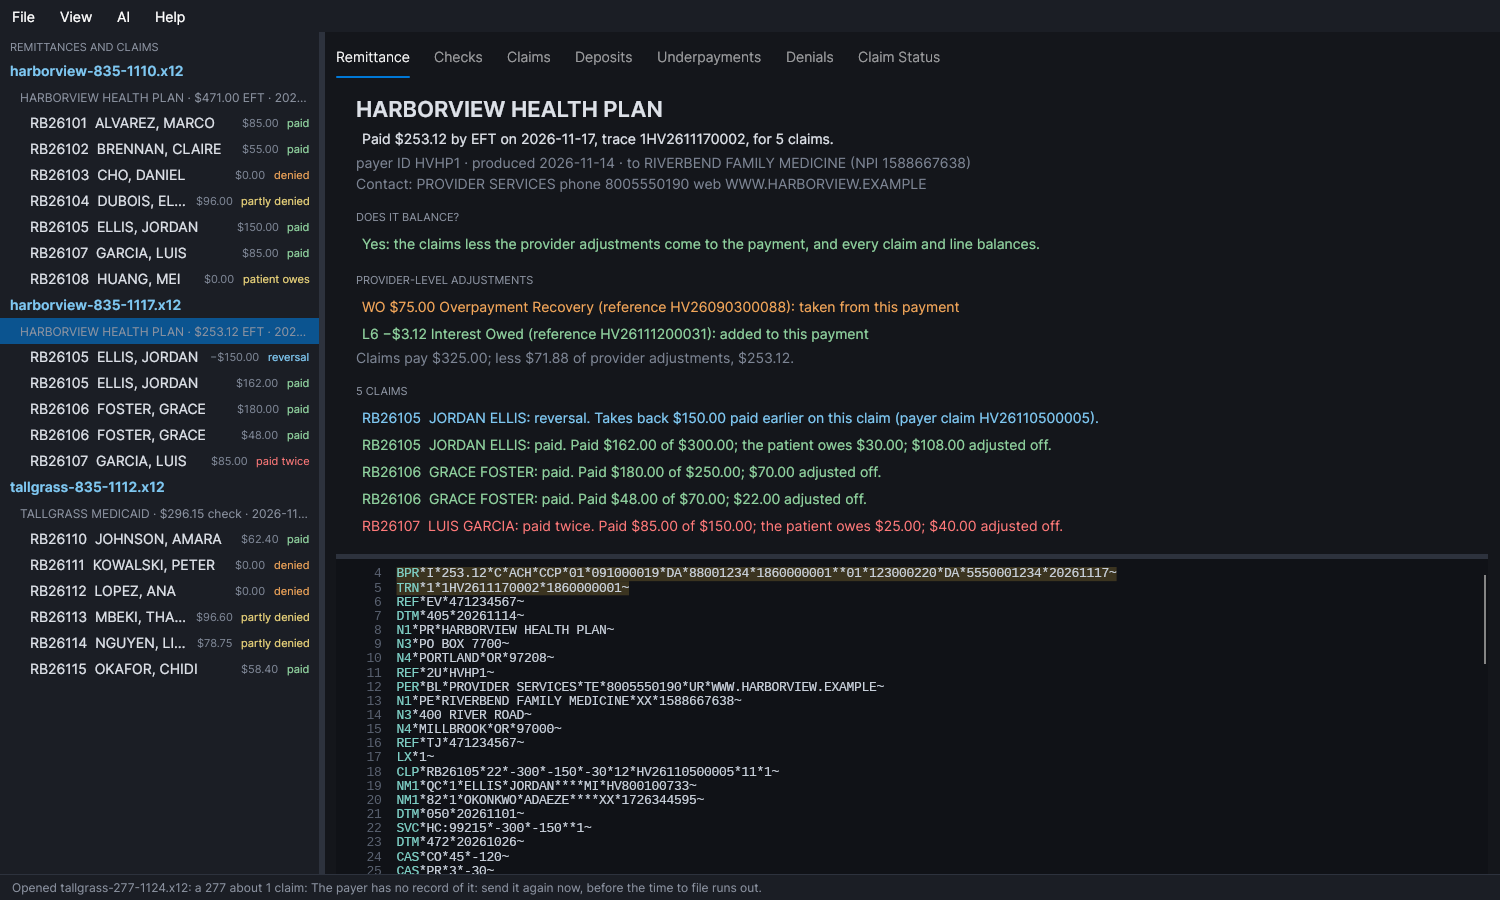 File View AI Help
REMITTANCES AND CLAIMS
harborview-835-1110.x12
HARBORVIEW HEALTH PLAN · $471.00 EFT · 202...
RB26101 ALVAREZ, MARCO $85.00 paid
RB26102 BRENNAN, CLAIRE $55.00 paid
RB26103 CHO, DANIEL $0.00 denied
RB26104 DUBOIS, EL... $96.00 partly denied
RB26105 ELLIS, JORDAN $150.00 paid
RB26107 GARCIA, LUIS $85.00 paid
RB26108 HUANG, MEI $0.00 patient owes
harborview-835-1117.x12
HARBORVIEW HEALTH PLAN · $253.12 EFT · 202...
RB26105 ELLIS, JORDAN −$150.00 reversal
RB26105 ELLIS, JORDAN $162.00 paid
RB26106 FOSTER, GRACE $180.00 paid
RB26106 FOSTER, GRACE $48.00 paid
RB26107 GARCIA, LUIS $85.00 paid twice
tallgrass-835-1112.x12
TALLGRASS MEDICAID · $296.15 check · 2026-11...
RB26110 JOHNSON, AMARA $62.40 paid
RB26111 KOWALSKI, PETER $0.00 denied
RB26112 LOPEZ, ANA $0.00 denied
RB26113 MBEKI, THA... $96.60 partly denied
RB26114 NGUYEN, LI... $78.75 partly denied
RB26115 OKAFOR, CHIDI $58.40 paid
Remittance Checks Claims Deposits Underpayments Denials Claim Status
HARBORVIEW HEALTH PLAN
Paid $253.12 by EFT on 2026-11-17, trace 1HV2611170002, for 5 claims.
payer ID HVHP1 · produced 2026-11-14 · to RIVERBEND FAMILY MEDICINE (NPI 1588667638)
Contact: PROVIDER SERVICES phone 8005550190 web WWW.HARBORVIEW.EXAMPLE
DOES IT BALANCE?
Yes: the claims less the provider adjustments come to the payment, and every claim and line balances.
PROVIDER-LEVEL ADJUSTMENTS
WO $75.00 Overpayment Recovery (reference HV26090300088): taken from this payment
L6 −$3.12 Interest Owed (reference HV26111200031): added to this payment
Claims pay $325.00; less $71.88 of provider adjustments, $253.12.
5 CLAIMS
RB26105 JORDAN ELLIS: reversal. Takes back $150.00 paid earlier on this claim (payer claim HV26110500005).
RB26105 JORDAN ELLIS: paid. Paid $162.00 of $300.00; the patient owes $30.00; $108.00 adjusted off.
RB26106 GRACE FOSTER: paid. Paid $180.00 of $250.00; $70.00 adjusted off.
RB26106 GRACE FOSTER: paid. Paid $48.00 of $70.00; $22.00 adjusted off.
RB26107 LUIS GARCIA: paid twice. Paid $85.00 of $150.00; the patient owes $25.00; $40.00 adjusted off.
4 BPR*I*253.12*C*ACH*CCP*01*091000019*DA*88001234*1860000001**01*123000220*DA*5550001234*20261117~
5 TRN*1*1HV2611170002*1860000001~
6 REF*EV*471234567~
7 DTM*405*20261114~
8 N1*PR*HARBORVIEW HEALTH PLAN~
9 N3*PO BOX 7700~
10 N4*PORTLAND*OR*97208~
11 REF*2U*HVHP1~
12 PER*BL*PROVIDER SERVICES*TE*8005550190*UR*WWW.HARBORVIEW.EXAMPLE~
13 N1*PE*RIVERBEND FAMILY MEDICINE*XX*1588667638~
14 N3*400 RIVER ROAD~
15 N4*MILLBROOK*OR*97000~
16 REF*TJ*471234567~
17 LX*1~
18 CLP*RB26105*22*-300*-150*-30*12*HV26110500005*11*1~
19 NM1*QC*1*ELLIS*JORDAN****MI*HV800100733~
20 NM1*82*1*OKONKWO*ADAEZE****XX*1726344595~
21 DTM*050*20261101~
22 SVC*HC:99215*-300*-150**1~
23 DTM*472*20261026~
24 CAS*CO*45*-120~
25 CAS*PR*3*-30~
Opened tallgrass-277-1124.x12: a 277 about 1 claim: The payer has no record of it: send it again now, before the time to file runs out.